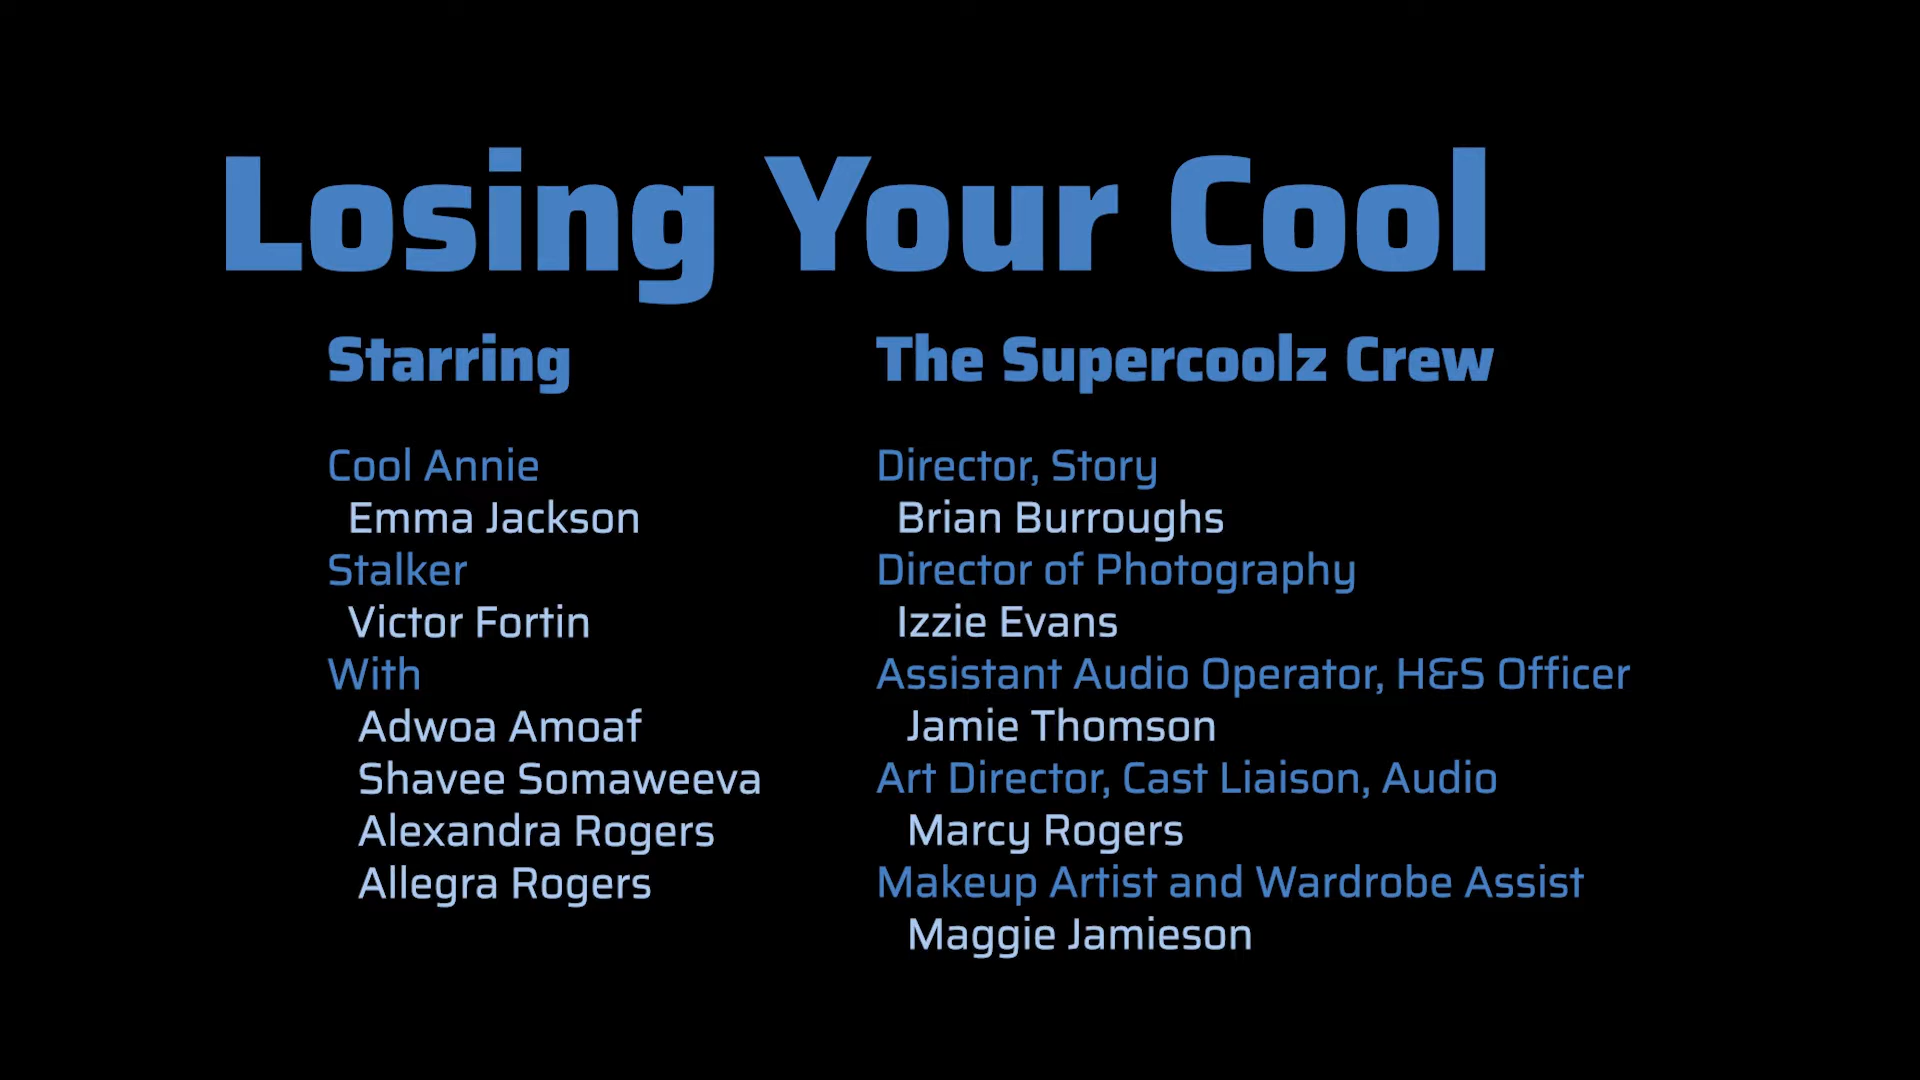 Losing Your Cool
Starring
Cool Annie
Emma Jackson
Stalker
Victor Fortin
With
Adwoa Amoaf
Shavee Somaweeva
Alexandra Rogers
Allegra Rogers
The Supercoolz Crew
Director, Story
Brian Burroughs
Director of Photography
Izzie Evans
Assistant Audio Operator, H&S Officer
Jamie Thomson
Art Director, Cast Liaison, Audio
Marcy Rogers
Makeup Artist and Wardrobe Assist
Maggie Jamieson